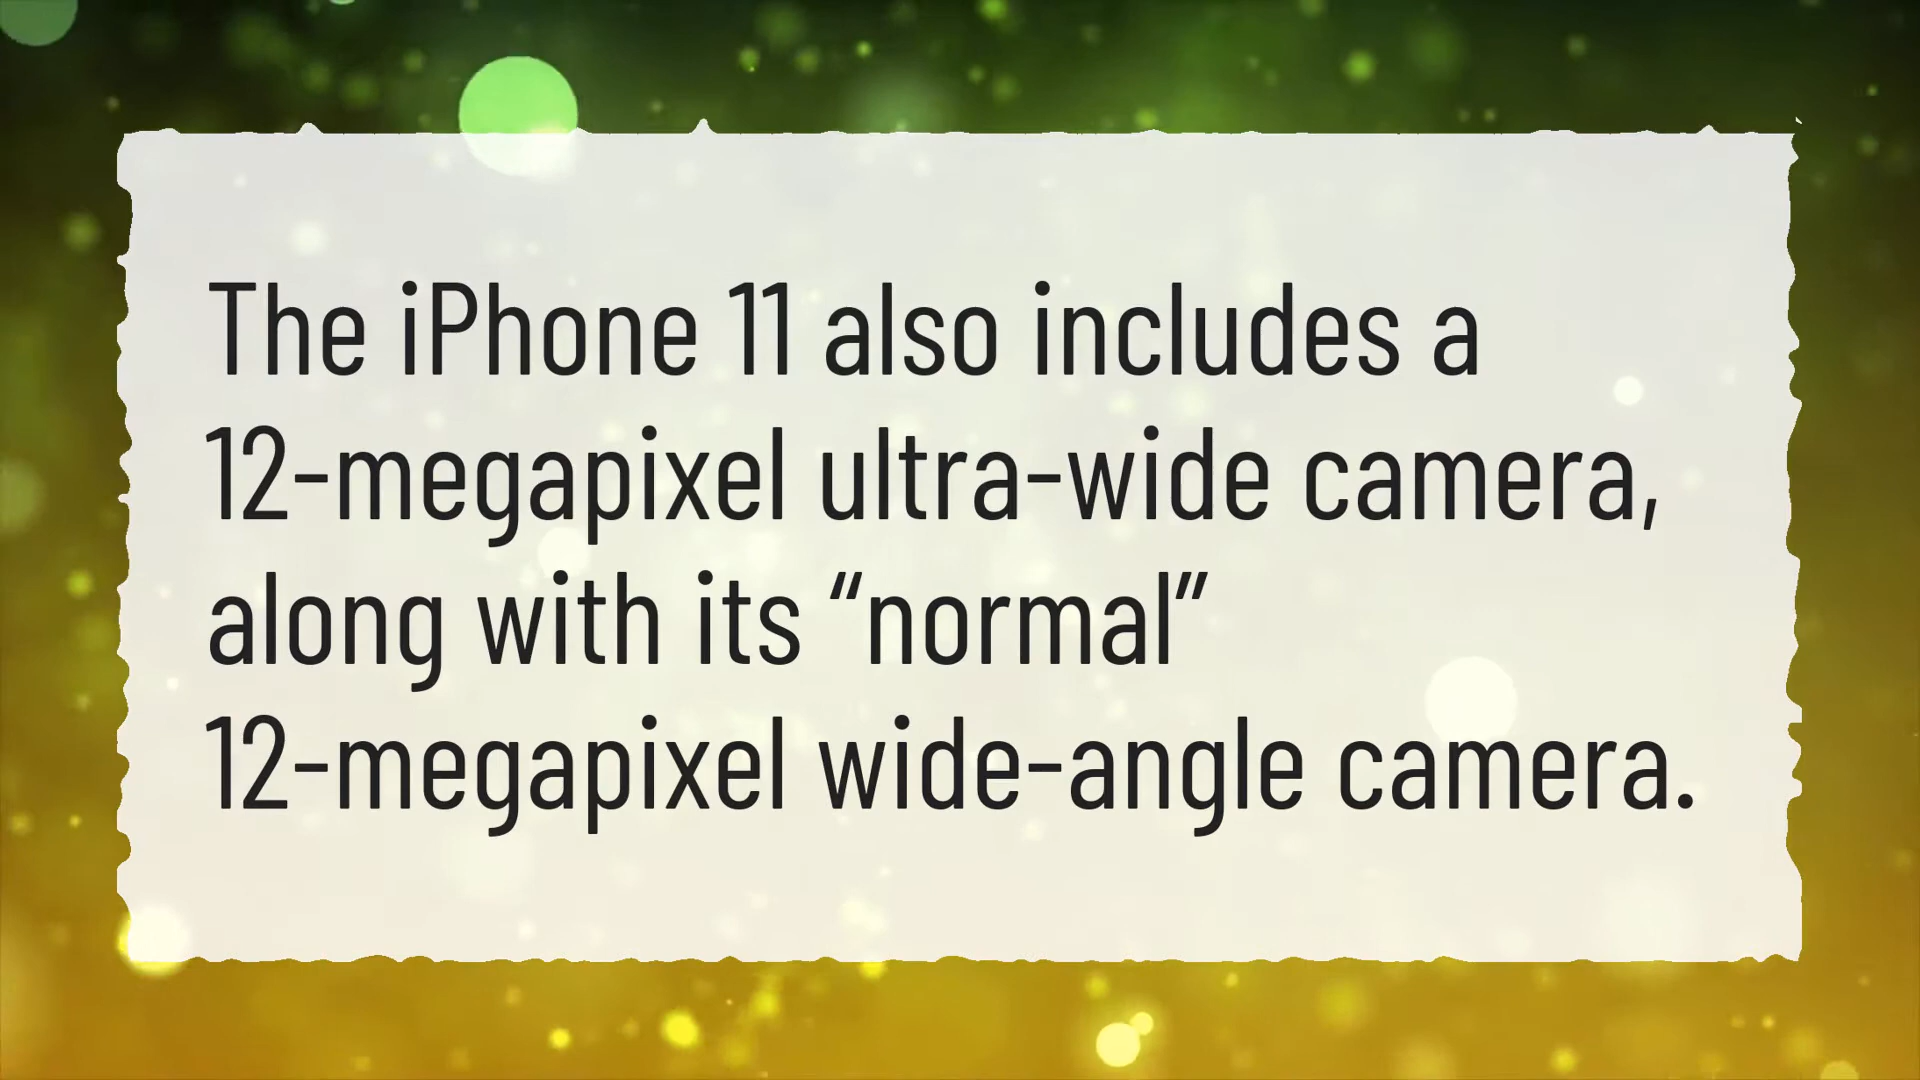 The iPhone 11 also includes a
12-megapixel ultra-wide camera,
along with its “normal”
12-megapixel wide-angle camera.